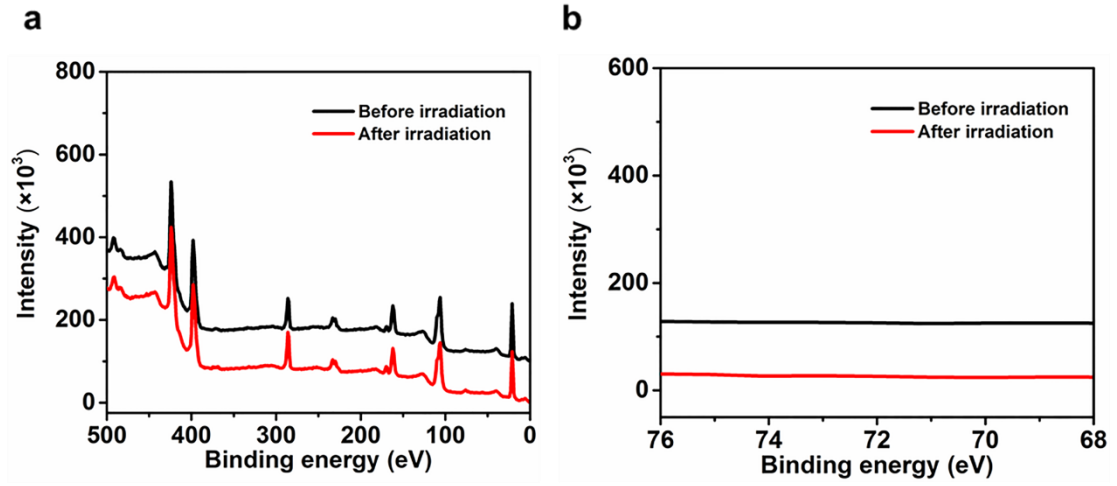 a
800
600
400
200
0
Intensity (×10³)
Before irradiation
After irradiation
500 400 300 200 100 0
Binding energy (eV)
b
600
400
200
0
Intensity (×10³)
Before irradiation
After irradiation
76 74 72 70 68
Binding energy (eV)